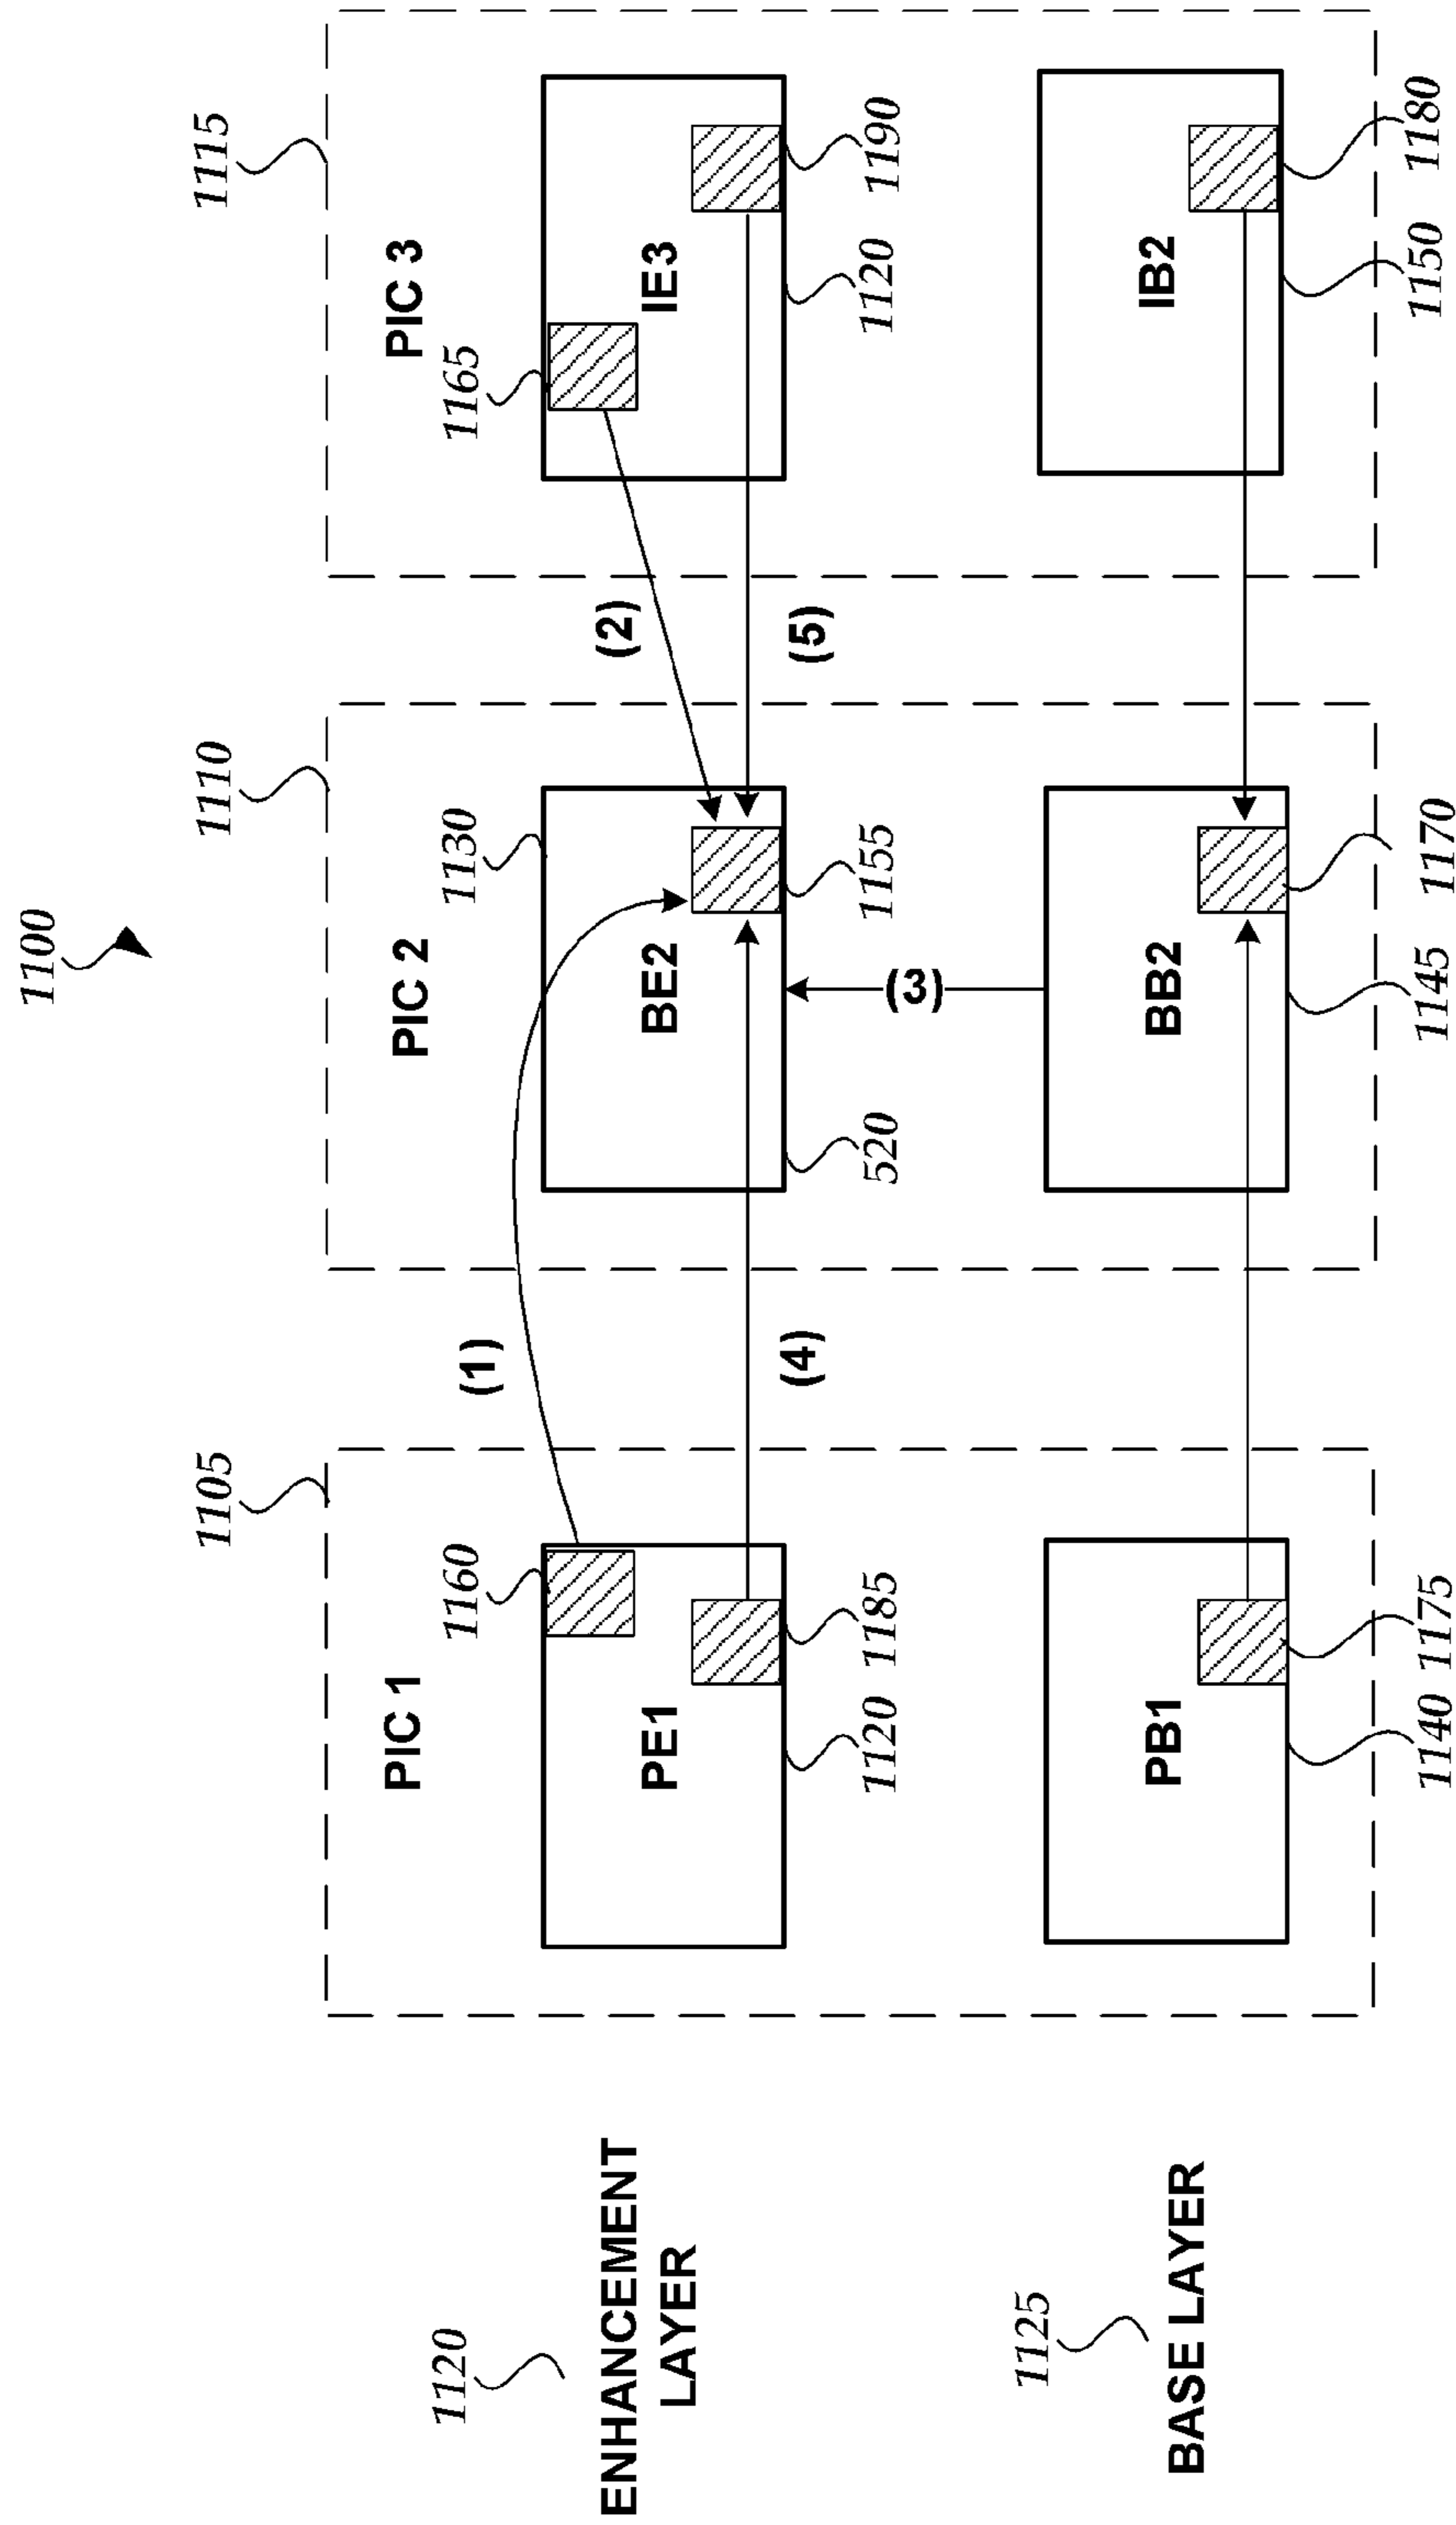 1100
1105
1110
1115
PIC 1
PIC 2
PIC 3
1120
ENHANCEMENT
LAYER
1160
(1)
1130
(2)
1165
PE1
BE2
IE3
1120
1185
(4)
520
1155
(5)
1120
1190
(3)
1125
BASE LAYER
PB1
BB2
IB2
1140
1175
1145
1170
1150
1180